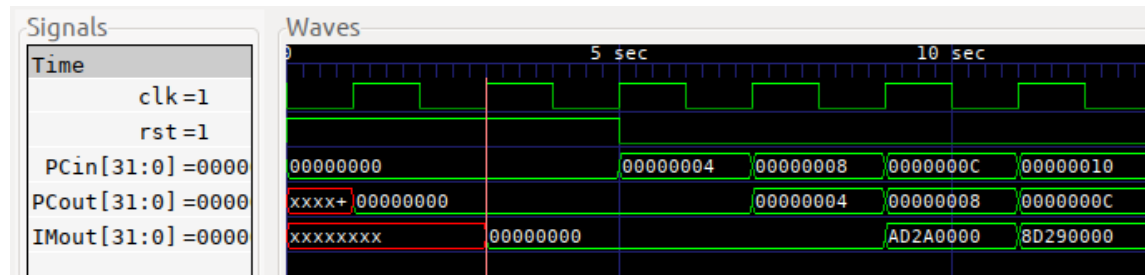 Signals
Waves
Time
0
5 sec
10 sec
clk=1
rst=1
PCin[31:0]=0000
00000000
00000004
00000008
0000000C
00000010
PCout[31:0]=0000
xxxx+
00000000
00000004
00000008
0000000C
IMout[31:0]=0000
xxxxxxxx
00000000
AD2A0000
8D290000